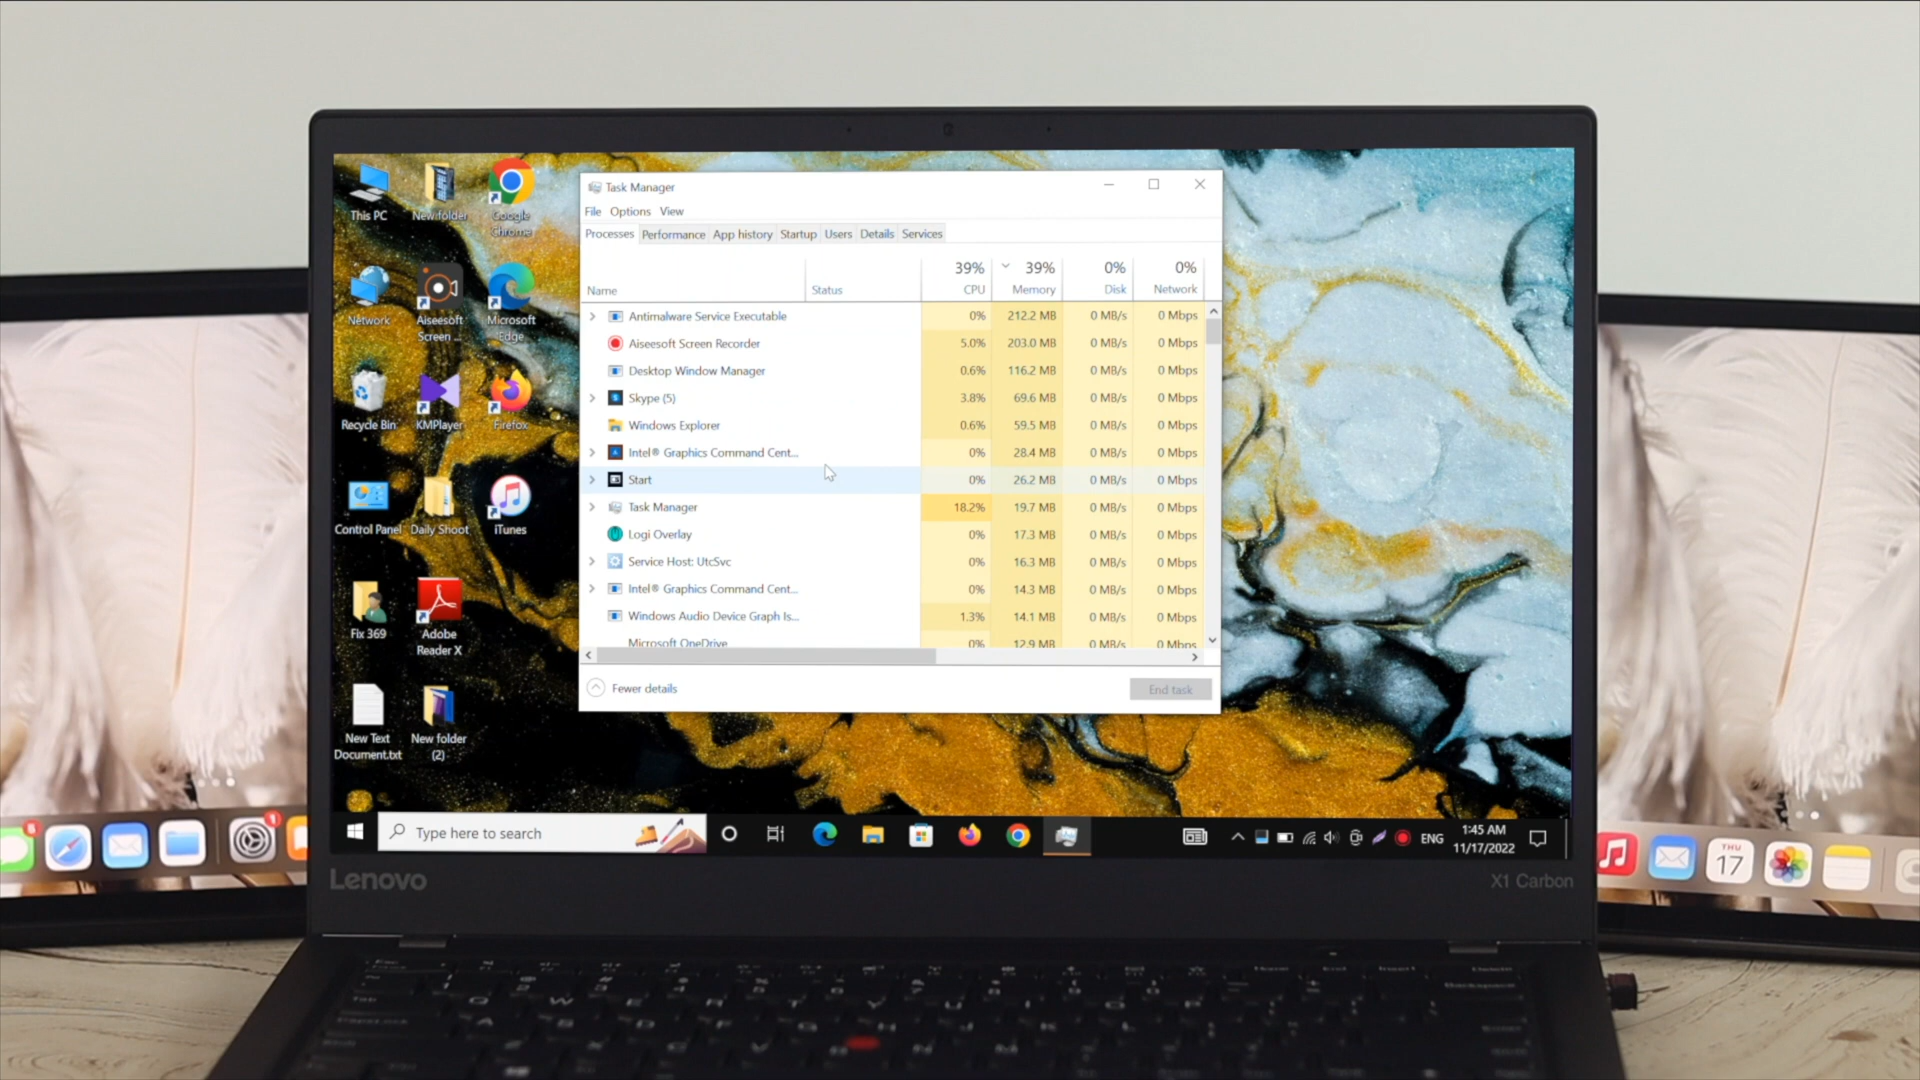 This PC
New folder
Google
Chrome
Network
Aiseesoft
Screen ...
Microsoft
Edge
Recycle Bin
KMPlayer
Firefox
Control Panel
Daily Shoot
iTunes
Fix 369
Adobe
Reader X
New Text
Document.txt
New folder
(2)
Task Manager
File Options View
Processes Performance App history Startup Users Details Services
39% 39% 0% 0%
Name Status CPU Memory Disk Network
Antimalware Service Executable 0% 212.2 MB 0 MB/s 0 Mbps
Aiseesoft Screen Recorder 5.0% 203.0 MB 0 MB/s 0 Mbps
Desktop Window Manager 0.6% 116.2 MB 0 MB/s 0 Mbps
Skype (5) 3.8% 69.6 MB 0 MB/s 0 Mbps
Windows Explorer 0.6% 59.5 MB 0 MB/s 0 Mbps
Intel® Graphics Command Cent... 0% 28.4 MB 0 MB/s 0 Mbps
Start 0% 26.2 MB 0 MB/s 0 Mbps
Task Manager 18.2% 19.7 MB 0 MB/s 0 Mbps
Logi Overlay 0% 17.3 MB 0 MB/s 0 Mbps
Service Host: UtcSvc 0% 16.3 MB 0 MB/s 0 Mbps
Intel® Graphics Command Cent... 0% 14.3 MB 0 MB/s 0 Mbps
Windows Audio Device Graph Is... 1.3% 14.1 MB 0 MB/s 0 Mbps
Microsoft OneDrive 0% 12.9 MB 0 MB/s 0 Mbps
Fewer details
End task
Type here to search
ENG
1:45 AM
11/17/2022
THU
17
Lenovo
X1 Carbon